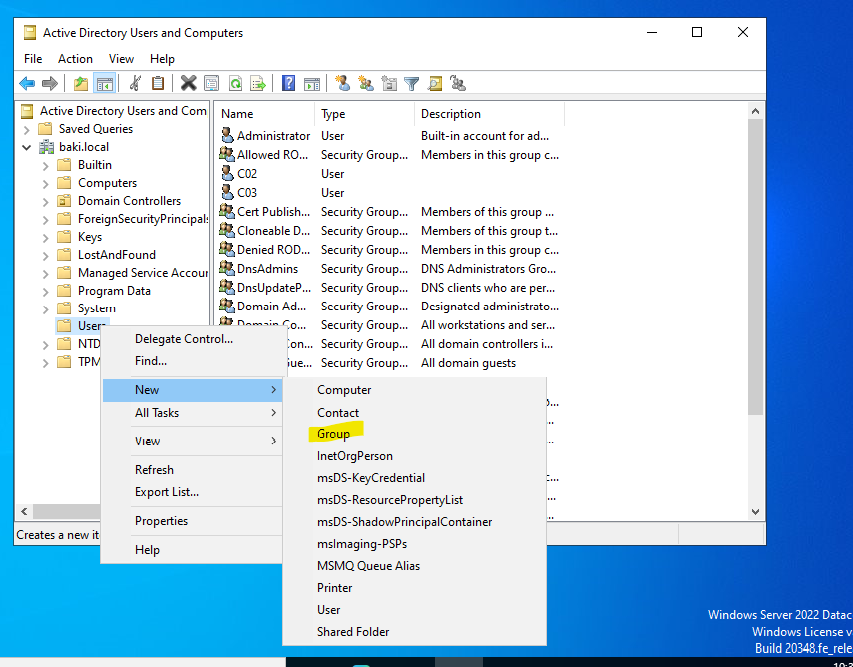 Active Directory Users and Computers
File Action View Help
Active Directory Users and Com
Saved Queries
baki.local
Builtin
Computers
Domain Controllers
ForeignSecurityPrincipals
Keys
LostAndFound
Managed Service Accour
Program Data
System
Users
NTD
TPM
Name Type Description
Administrator User Built-in account for ad...
Allowed RO... Security Group... Members in this group c...
C02 User
C03 User
Cert Publish... Security Group... Members of this group ...
Cloneable D... Security Group... Members of this group t...
Denied ROD... Security Group... Members in this group c...
DnsAdmins Security Group... DNS Administrators Gro...
DnsUpdateP... Security Group... DNS clients who are per...
Domain Ad... Security Group... Designated administrato...
Domain Co... Security Group... All workstations and ser...
Con... Security Group... All domain controllers i...
Gue... Security Group... All domain guests
Delegate Control...
Find...
New
All Tasks
View
Refresh
Export List...
Properties
Help
Computer
Contact
Group
InetOrgPerson
msDS-KeyCredential
msDS-ResourcePropertyList
msDS-ShadowPrincipalContainer
msImaging-PSPs
MSMQ Queue Alias
Printer
User
Shared Folder
Creates a new it
Windows Server 2022 Datac
Windows License v
Build 20348.fe_rele